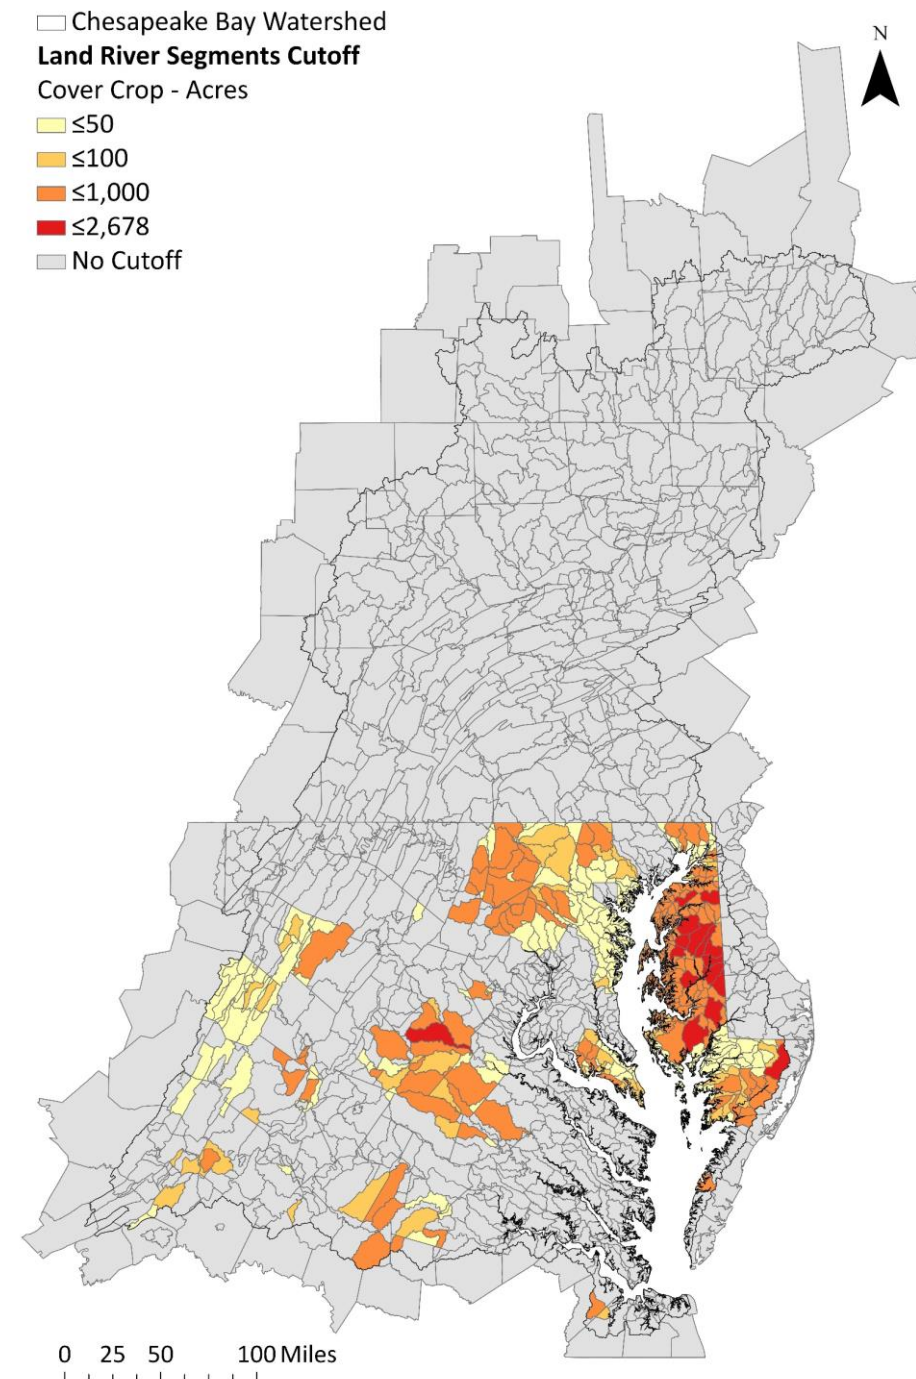 Chesapeake Bay Watershed
Land River Segments Cutoff
Cover Crop - Acres
≤50
≤100
≤1,000
≤2,678
No Cutoff
N
0 25 50 100 Miles